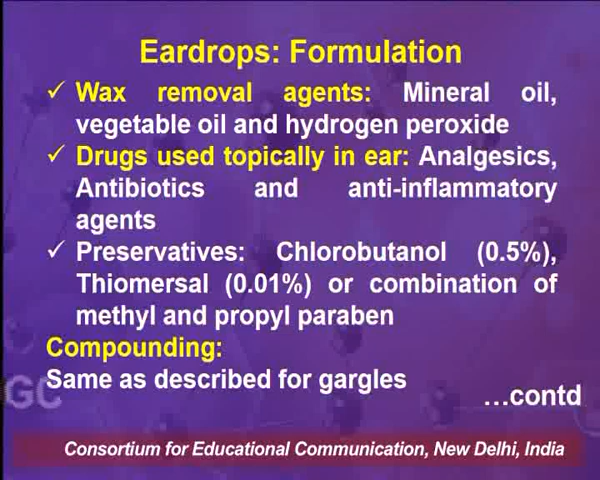 Eardrops: Formulation
✓ Wax removal agents: Mineral oil,
vegetable oil and hydrogen peroxide
✓ Drugs used topically in ear: Analgesics,
Antibiotics and anti-inflammatory
agents
✓ Preservatives: Chlorobutanol (0.5%),
Thiomersal (0.01%) or combination of
methyl and propyl paraben
Compounding:
Same as described for gargles
GC
...contd
Consortium for Educational Communication, New Delhi, India